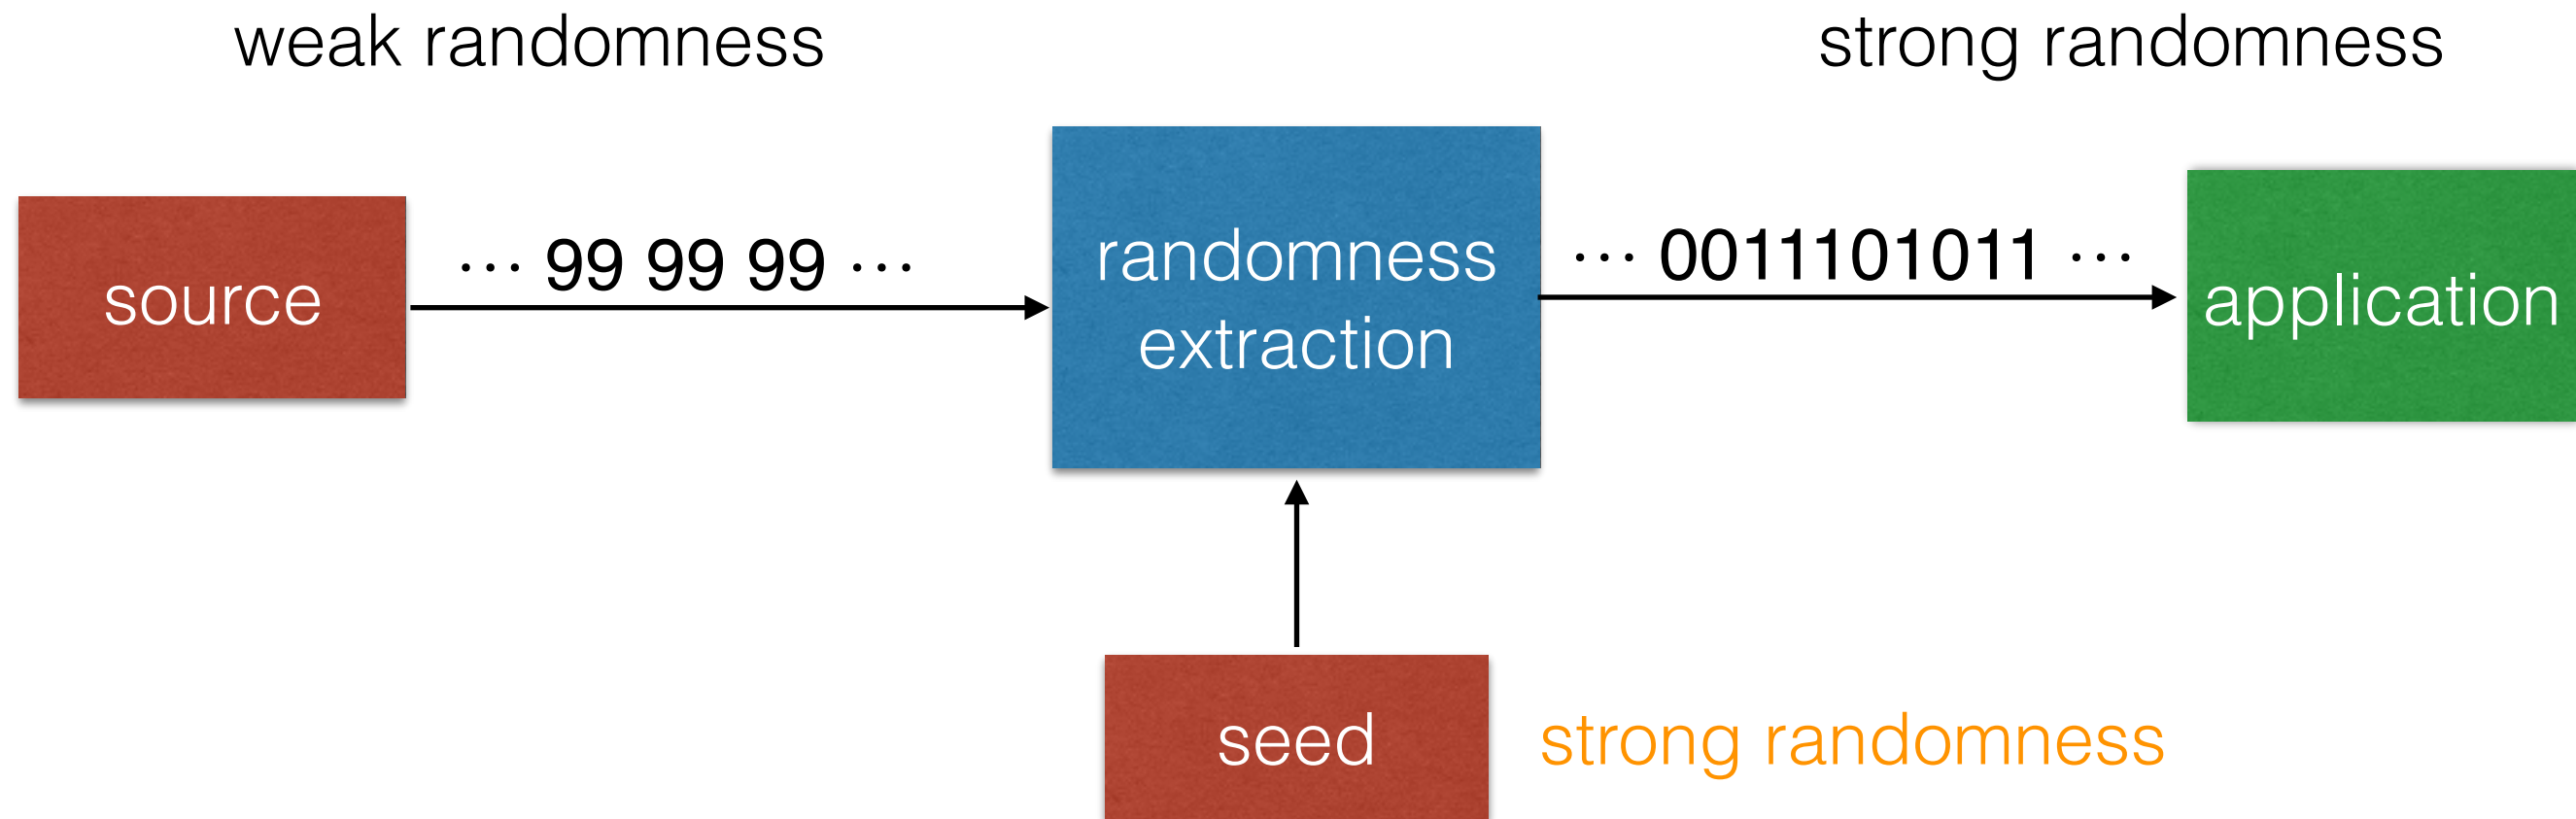 weak randomness
strong randomness
source
··· 99 99 99 ···
randomness
extraction
··· 0011101011 ···
application
seed
strong randomness